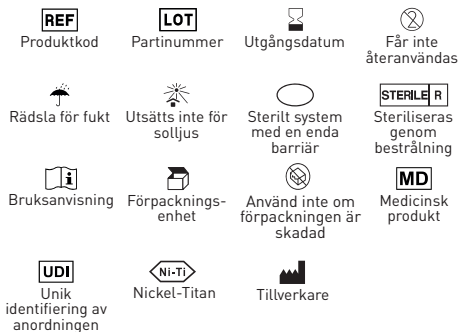 REF
Produktkod
LOT
Partinummer
Utgångsdatum
2
Får inte
återanvändas
Rädsla för fukt
Utsätts inte för
solljus
Sterilt system
med en enda
barriär
STERILE R
Steriliseras
genom
bestrålning
i
Bruksanvisning
Förpacknings-
enhet
Använd inte om
förpackningen är
skadad
MD
Medicinsk
produkt
UDI
Unik
identifiering av
anordningen
Ni-Ti
Nickel-Titan
Tillverkare